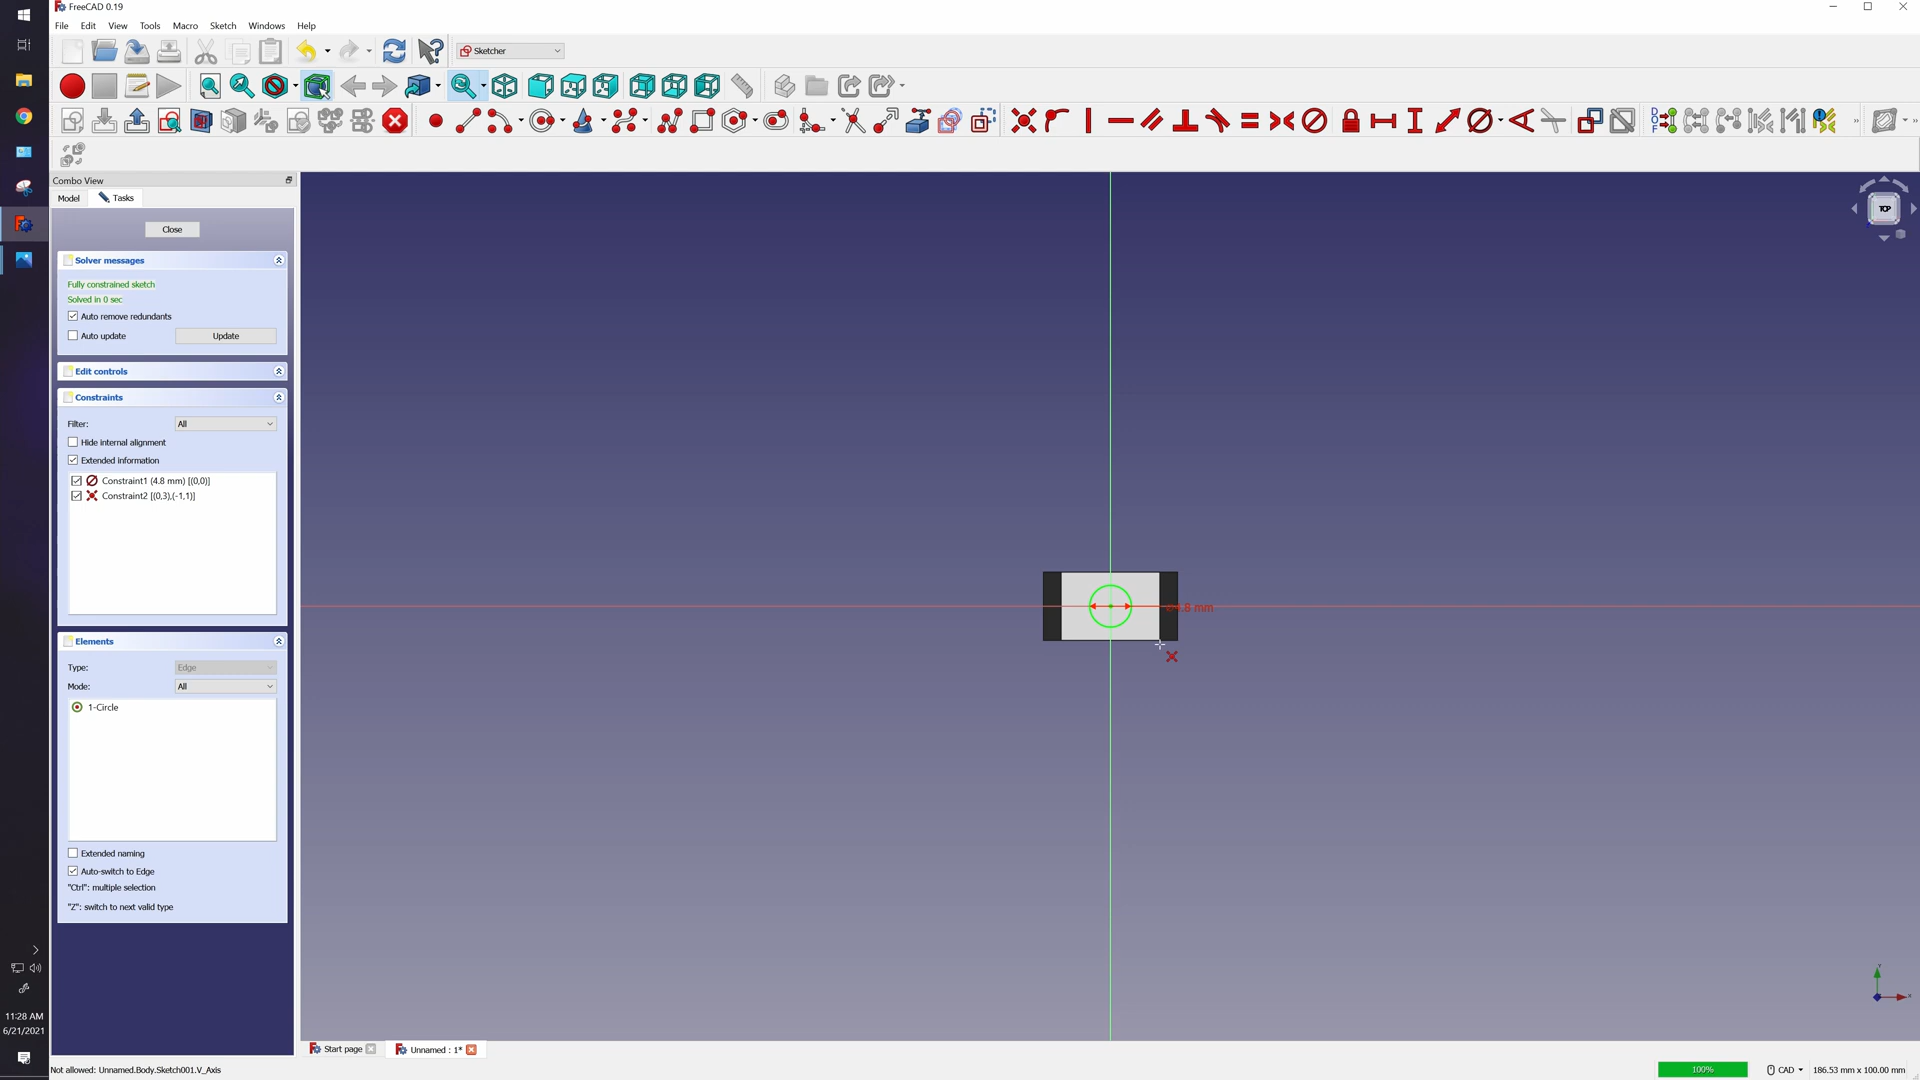 FreeCAD 0.19
File Edit View Tools Macro Sketch Windows Help
Sketcher
Combo View
Model Tasks
Close
TOP
Solver messages
Fully constrained sketch
Solved in 0 sec
Auto remove redundants
Auto update Update
Edit controls
Constraints
Filter: All
Hide internal alignment
Extended information
Constraint1 (4.8 mm) [(0,0)]
Constraint2 [(0,3),(-1,1)]
4.8 mm
Elements
Type: Edge
Mode: All
1-Circle
Extended naming
Auto-switch to Edge
"Ctrl": multiple selection
"Z": switch to next valid type
11:28 AM
6/21/2021
Y
X
Start page Unnamed : 1*
Not allowed: Unnamed.Body.Sketch001.V_Axis
100% CAD 186.53 mm x 100.00 mm